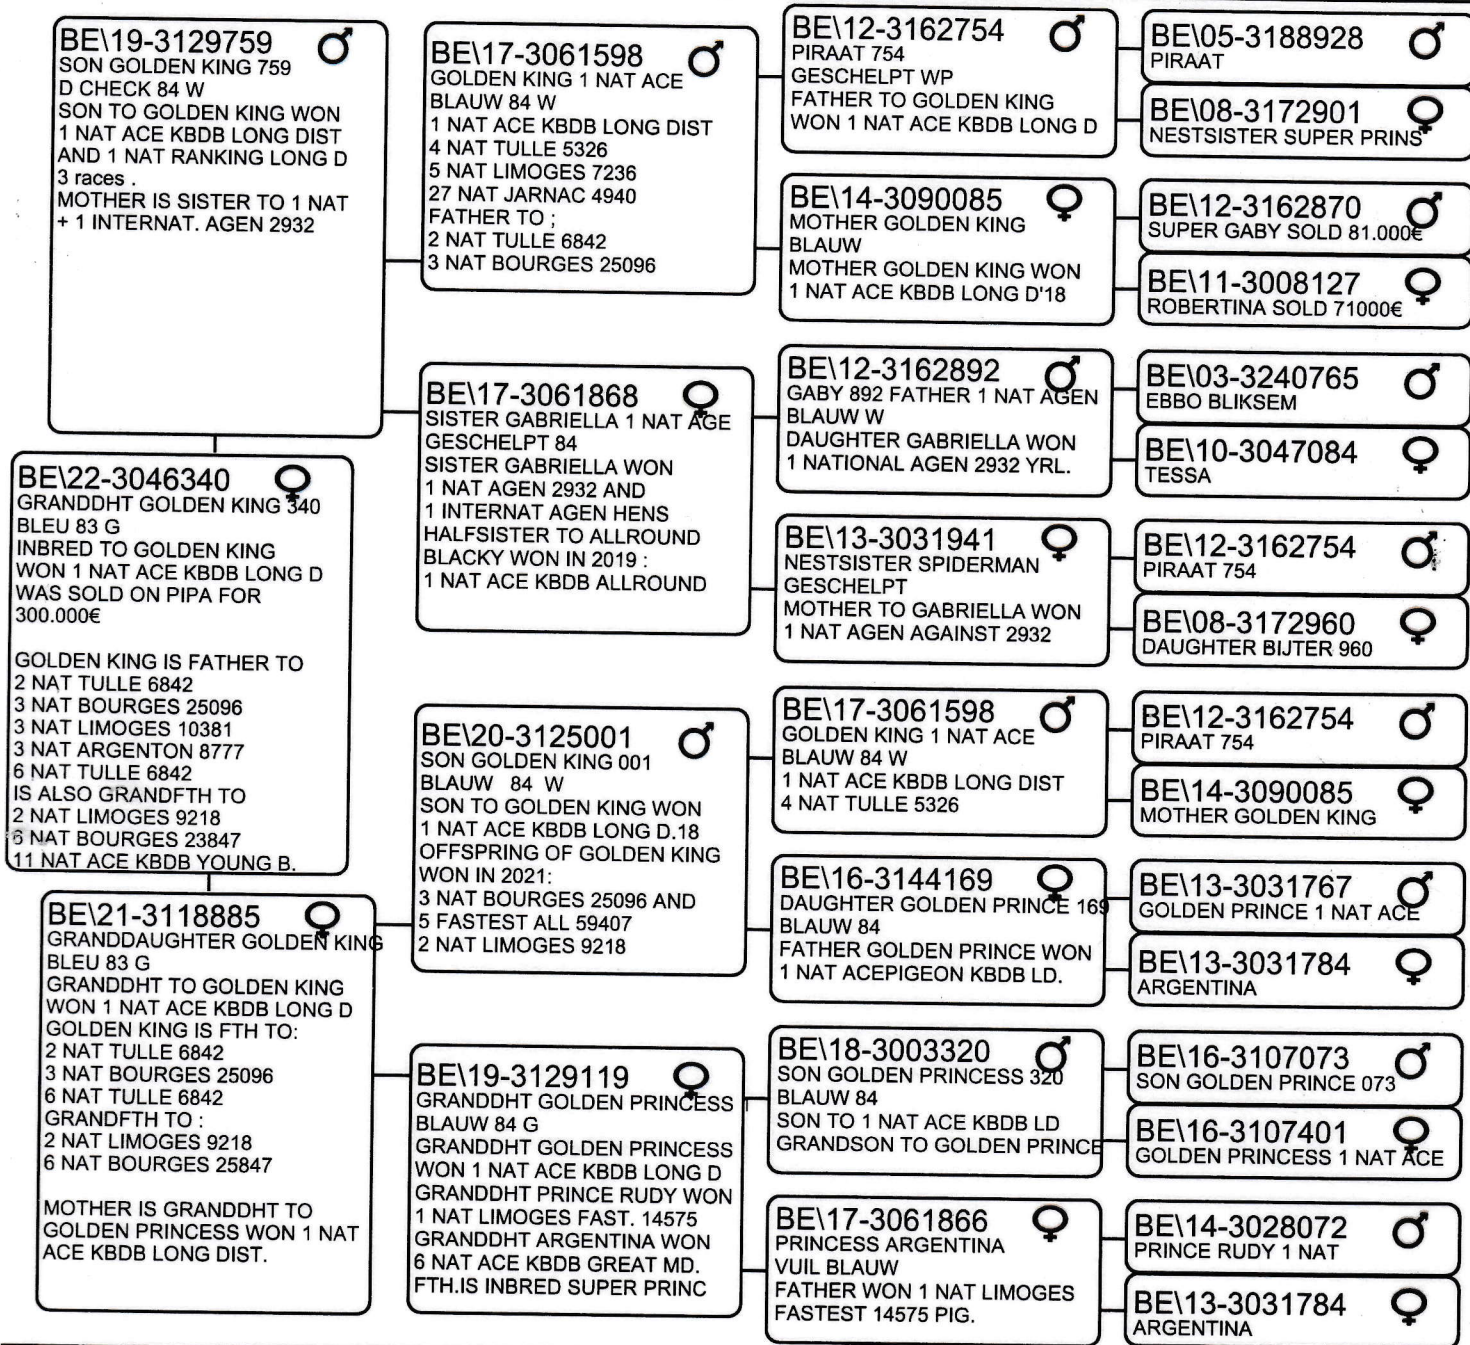 BE\19-3129759
SON GOLDEN KING 759
D CHECK 84 W
SON TO GOLDEN KING WON
1 NAT ACE KBDB LONG DIST
AND 1 NAT RANKING LONG D
3 races .
MOTHER IS SISTER TO 1 NAT
+ 1 INTERNAT. AGEN 2932
BE\22-3046340
GRANDDHT GOLDEN KING 340
BLEU 83 G
INBRED TO GOLDEN KING
WON 1 NAT ACE KBDB LONG D
WAS SOLD ON PIPA FOR
300.000€
GOLDEN KING IS FATHER TO
2 NAT TULLE 6842
3 NAT BOURGES 25096
3 NAT LIMOGES 10381
3 NAT ARGENTON 8777
6 NAT TULLE 6842
IS ALSO GRANDFTH TO
2 NAT LIMOGES 9218
6 NAT BOURGES 23847
11 NAT ACE KBDB YOUNG B.
BE\21-3118885
GRANDDAUGHTER GOLDEN KING
BLEU 83 G
GRANDDHT TO GOLDEN KING
WON 1 NAT ACE KBDB LONG D
GOLDEN KING IS FTH TO:
2 NAT TULLE 6842
3 NAT BOURGES 25096
6 NAT TULLE 6842
GRANDFTH TO :
2 NAT LIMOGES 9218
6 NAT BOURGES 25847
MOTHER IS GRANDDHT TO
GOLDEN PRINCESS WON 1 NAT
ACE KBDB LONG DIST.
BE\17-3061598
GOLDEN KING 1 NAT ACE
BLAUW 84 W
1 NAT ACE KBDB LONG DIST
4 NAT TULLE 5326
5 NAT LIMOGES 7236
27 NAT JARNAC 4940
FATHER TO ;
2 NAT TULLE 6842
3 NAT BOURGES 25096
BE\17-3061868
SISTER GABRIELLA 1 NAT AGE
GESCHELPT 84
SISTER GABRIELLA WON
1 NAT AGEN 2932 AND
1 INTERNAT AGEN HENS
HALFSISTER TO ALLROUND
BLACKY WON IN 2019 :
1 NAT ACE KBDB ALLROUND
BE\20-3125001
SON GOLDEN KING 001
BLAUW 84 W
SON TO GOLDEN KING WON
1 NAT ACE KBDB LONG D.18
OFFSPRING OF GOLDEN KING
WON IN 2021:
3 NAT BOURGES 25096 AND
5 FASTEST ALL 59407
2 NAT LIMOGES 9218
BE\19-3129119
GRANDDHT GOLDEN PRINCESS
BLAUW 84 G
GRANDDHT GOLDEN PRINCESS
WON 1 NAT ACE KBDB LONG D
GRANDDHT PRINCE RUDY WON
1 NAT LIMOGES FAST. 14575
GRANDDHT ARGENTINA WON
6 NAT ACE KBDB GREAT MD.
FTH.IS INBRED SUPER PRINC
BE\12-3162754
PIRAAT 754
GESCHELPT WP
FATHER TO GOLDEN KING
WON 1 NAT ACE KBDB LONG D
BE\14-3090085
MOTHER GOLDEN KING
BLAUW
MOTHER GOLDEN KING WON
1 NAT ACE KBDB LONG D'18
BE\12-3162892
GABY 892 FATHER 1 NAT AGEN
BLAUW W
DAUGHTER GABRIELLA WON
1 NATIONAL AGEN 2932 YRL.
BE\13-3031941
NESTSISTER SPIDERMAN
GESCHELPT
MOTHER TO GABRIELLA WON
1 NAT AGEN AGAINST 2932
BE\17-3061598
GOLDEN KING 1 NAT ACE
BLAUW 84 W
1 NAT ACE KBDB LONG DIST
4 NAT TULLE 5326
BE\16-3144169
DAUGHTER GOLDEN PRINCE 169
BLAUW 84
FATHER GOLDEN PRINCE WON
1 NAT ACEPIGEON KBDB LD.
BE\18-3003320
SON GOLDEN PRINCESS 320
BLAUW 84
SON TO 1 NAT ACE KBDB LD
GRANDSON TO GOLDEN PRINCE
BE\17-3061866
PRINCESS ARGENTINA
VUIL BLAUW
FATHER WON 1 NAT LIMOGES
FASTEST 14575 PIG.
BE\05-3188928
PIRAAT
BE\08-3172901
NESTSISTER SUPER PRINS
BE\12-3162870
SUPER GABY SOLD 81.000€
BE\11-3008127
ROBERTINA SOLD 71000€
BE\03-3240765
EBBO BLIKSEM
BE\10-3047084
TESSA
BE\12-3162754
PIRAAT 754
BE\08-3172960
DAUGHTER BIJTER 960
BE\12-3162754
PIRAAT 754
BE\14-3090085
MOTHER GOLDEN KING
BE\13-3031767
GOLDEN PRINCE 1 NAT ACE
BE\13-3031784
ARGENTINA
BE\16-3107073
SON GOLDEN PRINCE 073
BE\16-3107401
GOLDEN PRINCESS 1 NAT ACE
BE\14-3028072
PRINCE RUDY 1 NAT
BE\13-3031784
ARGENTINA